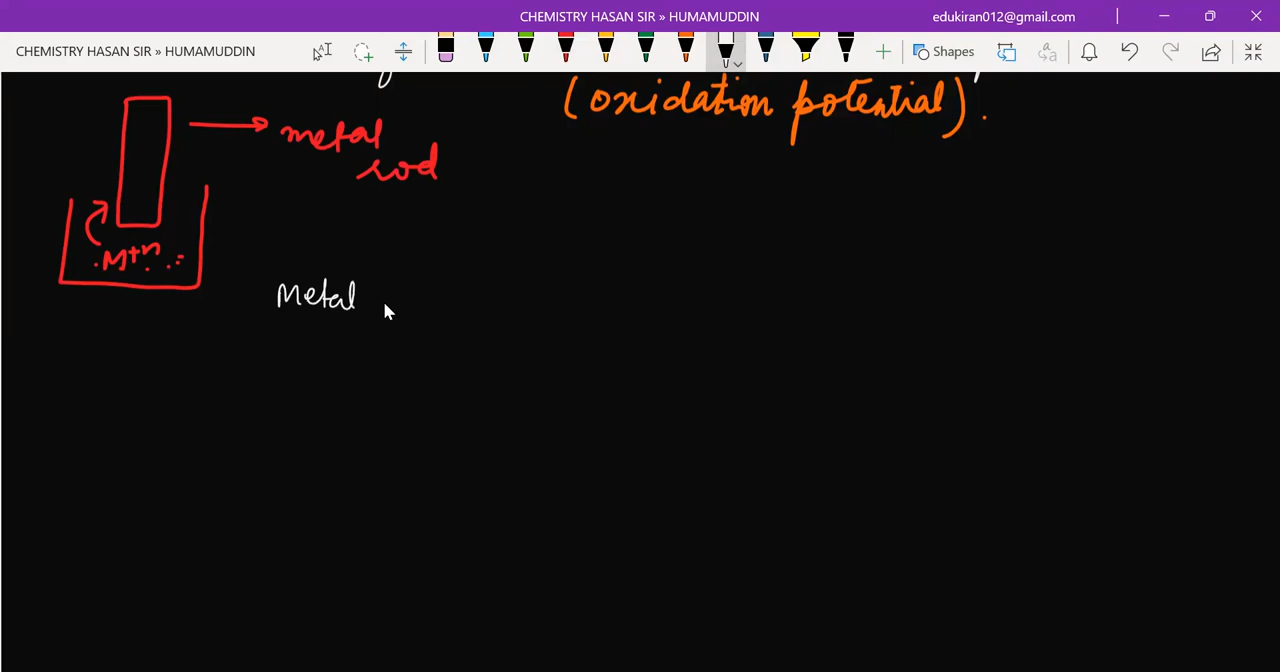 CHEMISTRY HASAN SIR » HUMAMUDDIN
edukiran012@gmail.com
CHEMISTRY HASAN SIR » HUMAMUDDIN
Shapes
(oxidation potential).
metal
rod
M+n
Metal